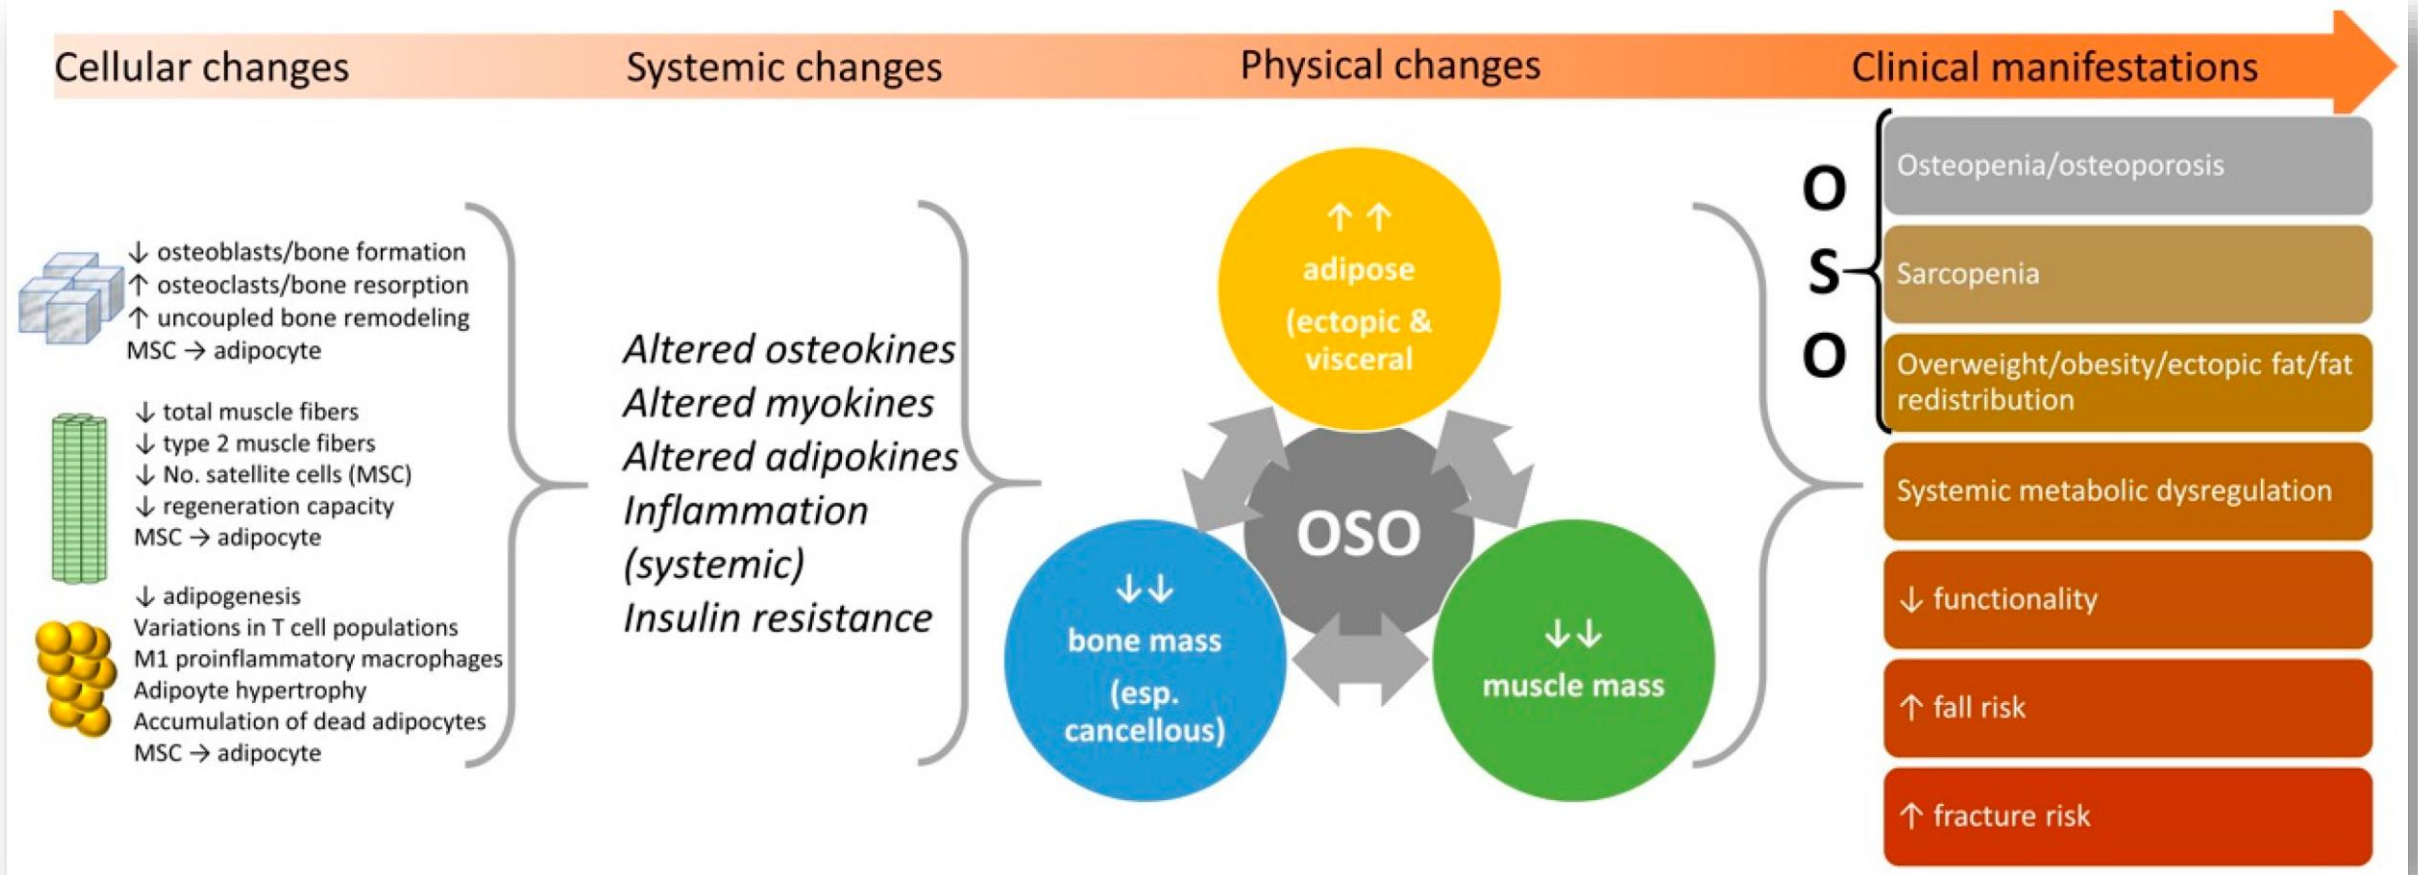 Cellular changes
Systemic changes
Physical changes
Clinical manifestations
↓ osteoblasts/bone formation
↑ osteoclasts/bone resorption
↑ uncoupled bone remodeling
MSC → adipocyte
↓ total muscle fibers
↓ type 2 muscle fibers
↓ No. satellite cells (MSC)
↓ regeneration capacity
MSC → adipocyte
↓ adipogenesis
Variations in T cell populations
M1 proinflammatory macrophages
Adipoyte hypertrophy
Accumulation of dead adipocytes
MSC → adipocyte
Altered osteokines
Altered myokines
Altered adipokines
Inflammation
(systemic)
Insulin resistance
↑ ↑
adipose
(ectopic &
visceral
OSO
↓↓
bone mass
(esp.
cancellous)
↓↓
muscle mass
O
S
O
Osteopenia/osteoporosis
Sarcopenia
Overweight/obesity/ectopic fat/fat
redistribution
Systemic metabolic dysregulation
↓ functionality
↑ fall risk
↑ fracture risk